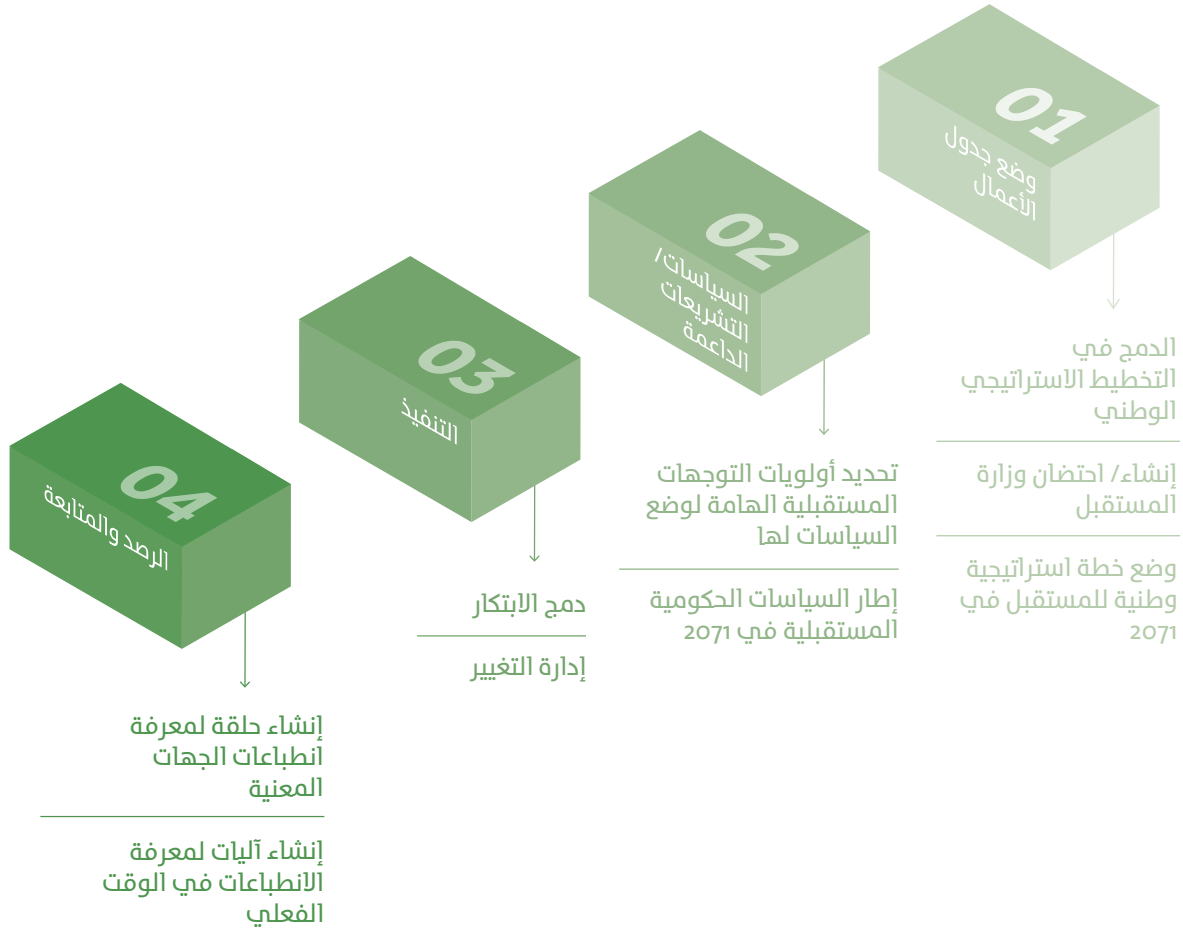 01
وضع جدول
الأعمال
الدمج في
التخطيط الاستراتيجي
الوطني
إنشاء/ احتضان وزارة
المستقبل
وضع خطة استراتيجية
وطنية للمستقبل في
2071
02
السياسات/
التشريعات
الداعمة
تحديد أولويات التوجهات
المستقبلية الهامة لوضع
السياسات لها
إطار السياسات الحكومية
المستقبلية في 2071
03
التنفيذ
دمج الابتكار
إدارة التغيير
04
الرصد والمتابعة
إنشاء حلقة لمعرفة
انطباعات الجهات
المعنية
إنشاء آليات لمعرفة
الانطباعات في الوقت
الفعلي